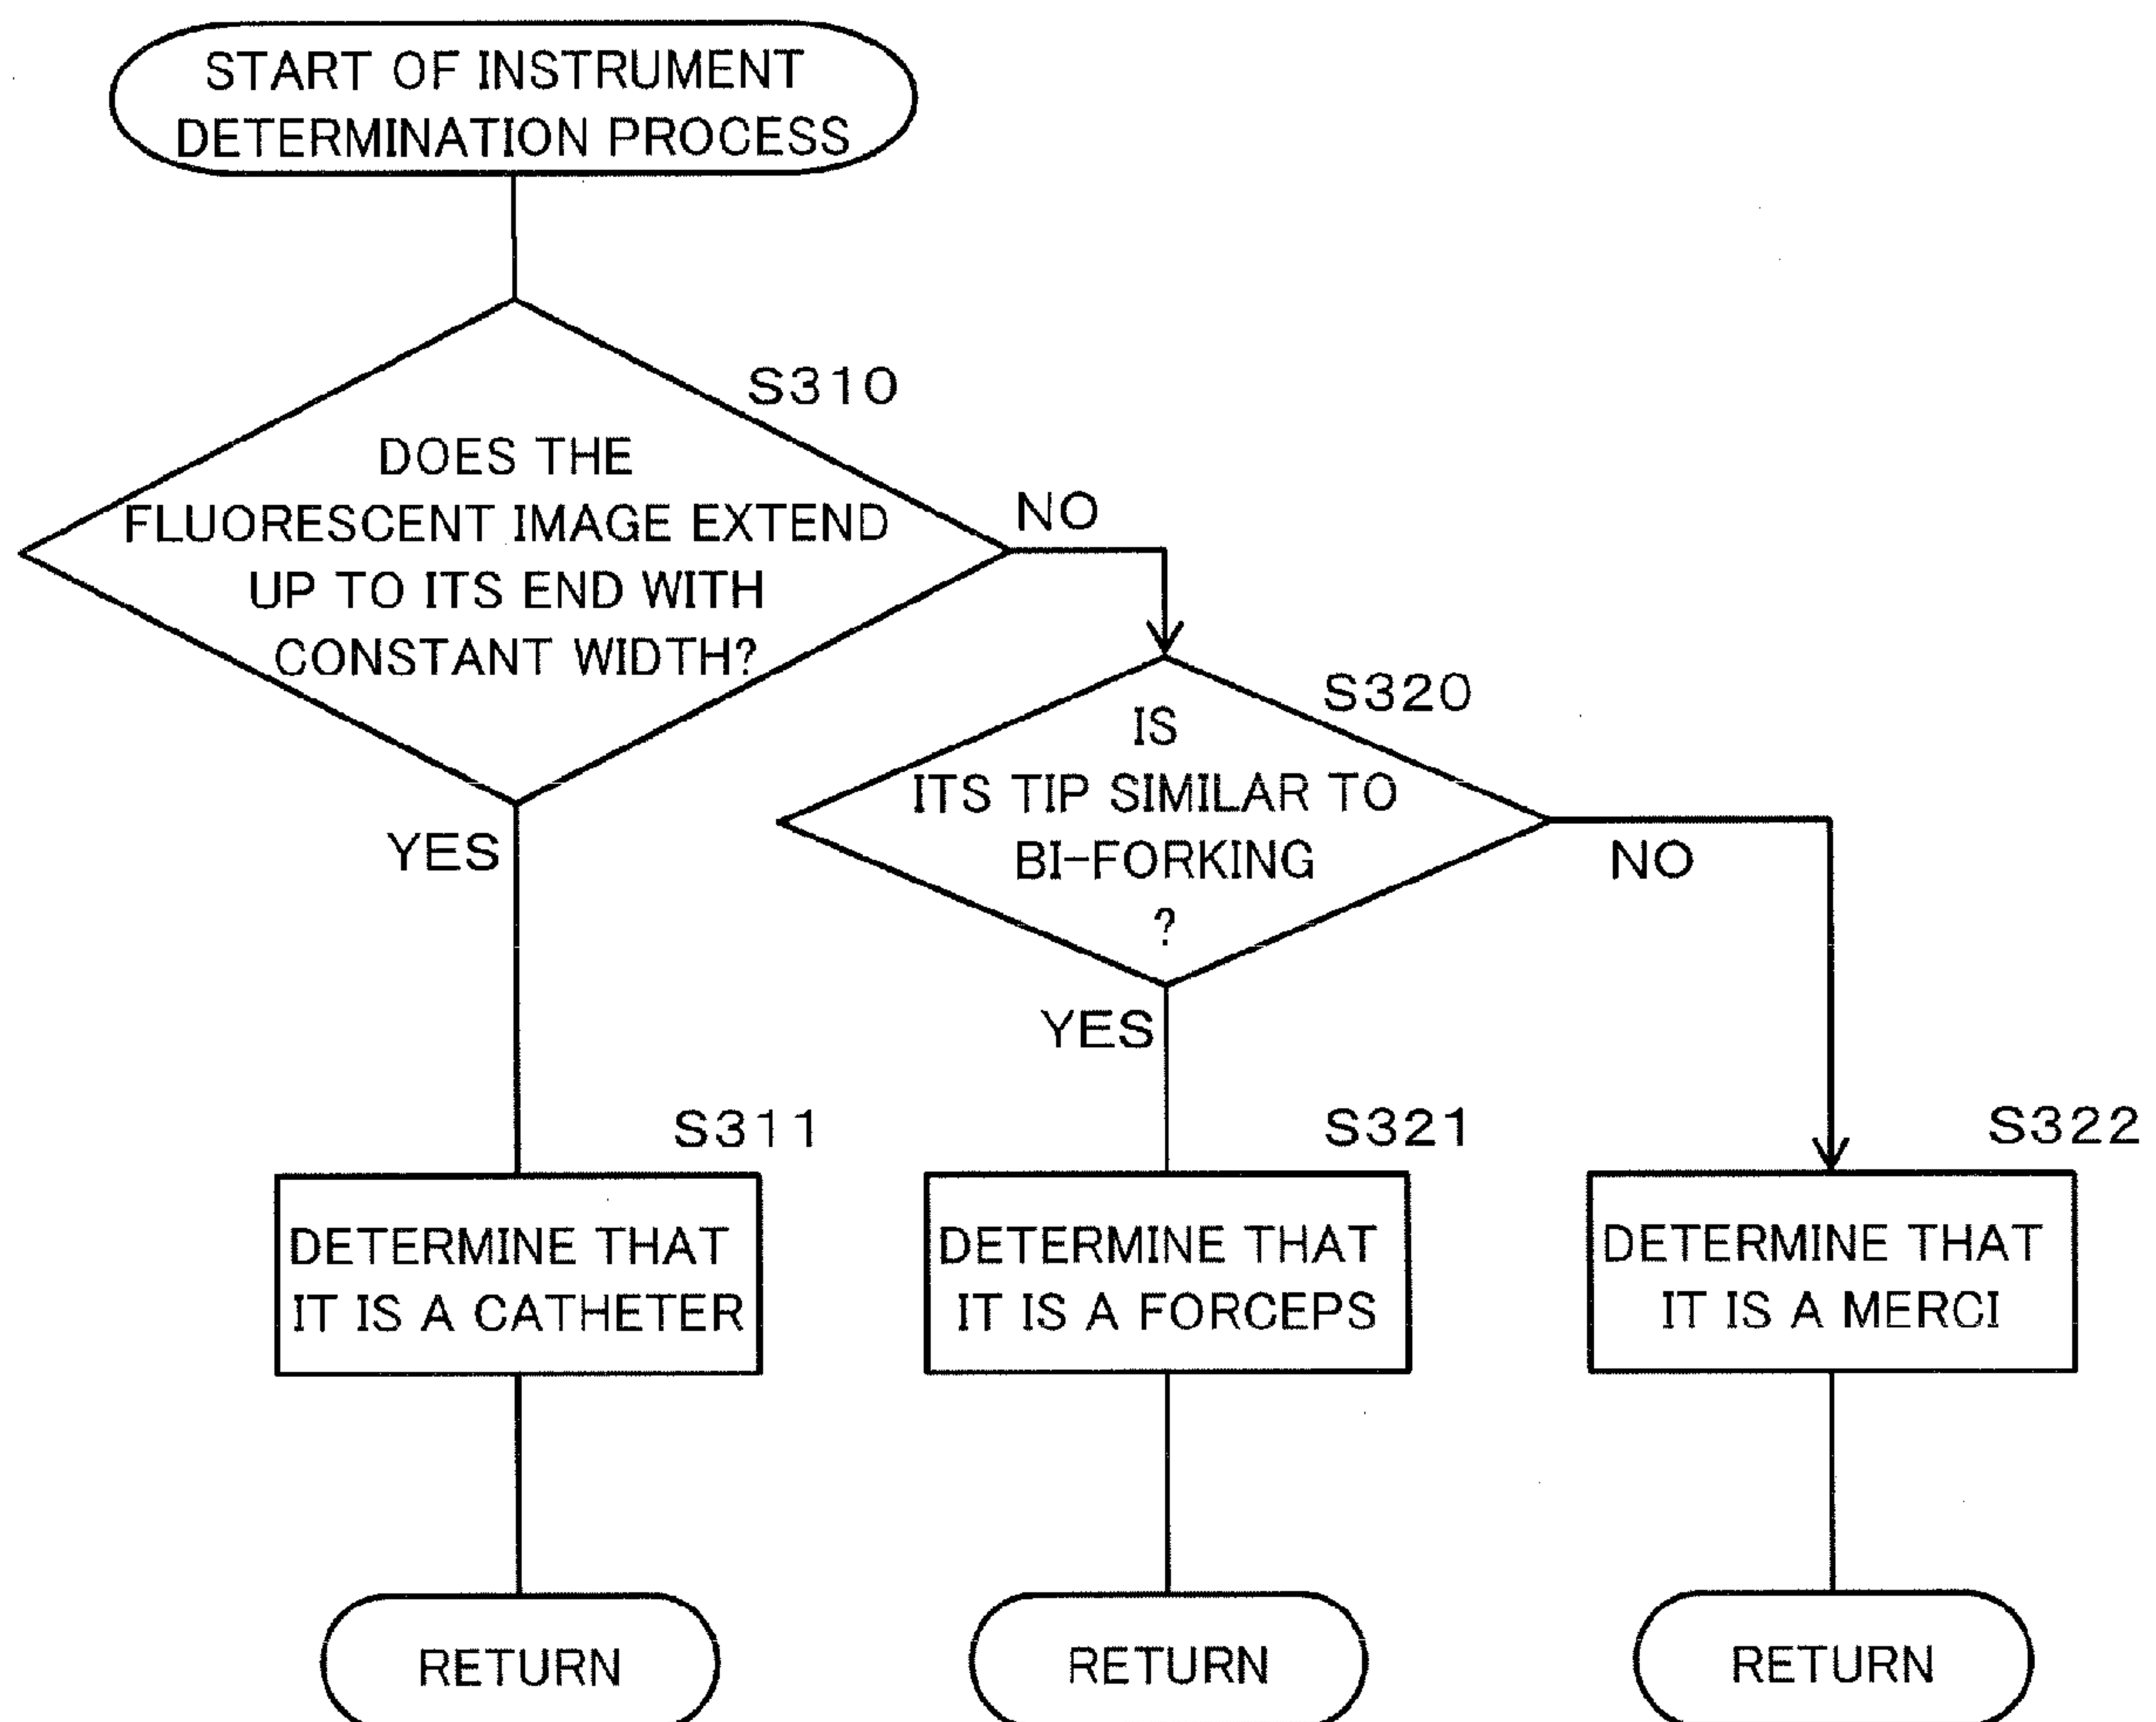 START OF INSTRUMENT
DETERMINATION PROCESS
S310
DOES THE
FLUORESCENT IMAGE EXTEND
UP TO ITS END WITH
CONSTANT WIDTH?
NO
YES
S320
IS
ITS TIP SIMILAR TO
BI-FORKING
?
NO
YES
S311
DETERMINE THAT
IT IS A CATHETER
S321
DETERMINE THAT
IT IS A FORCEPS
S322
DETERMINE THAT
IT IS A MERCI
RETURN
RETURN
RETURN